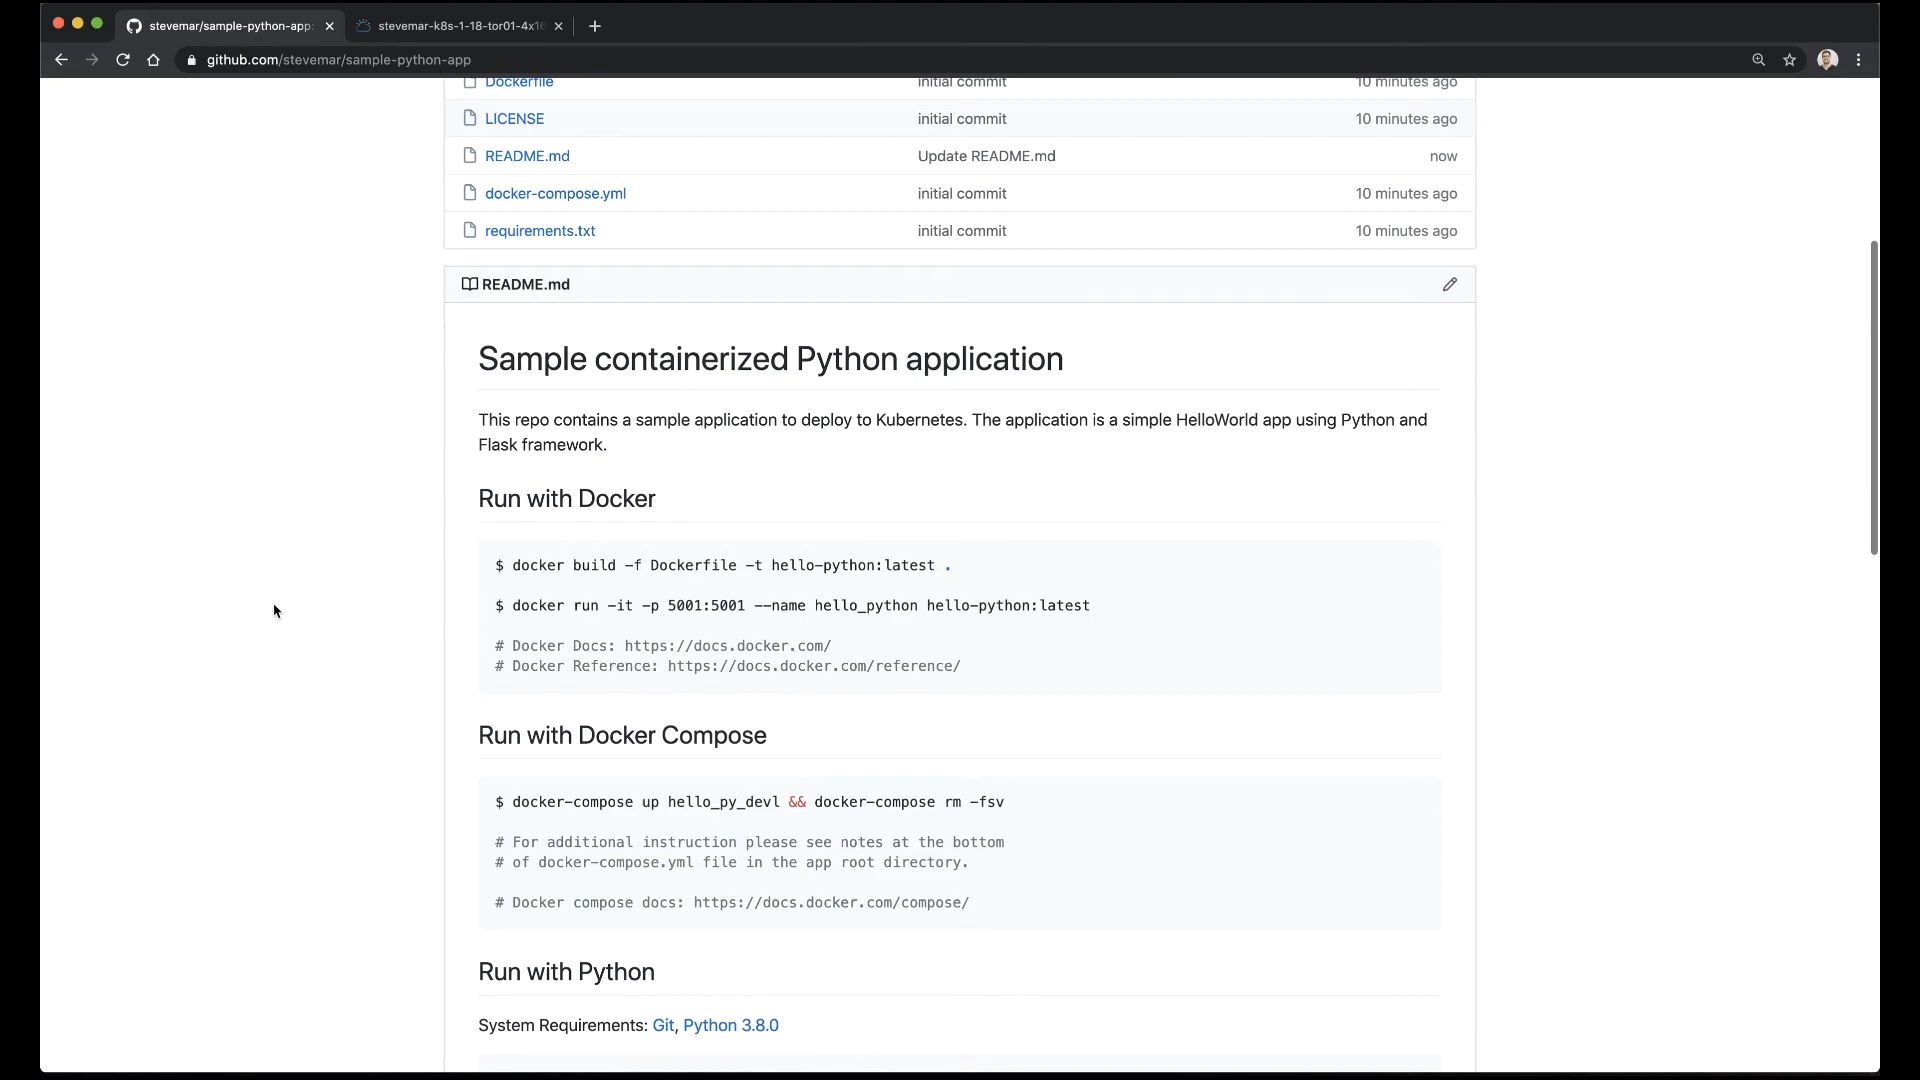 stevemar/sample-python-app:
stevemar-k8s-1-18-tor01-4x16
github.com/stevemar/sample-python-app
Dockerfile initial commit 10 minutes ago
LICENSE initial commit 10 minutes ago
README.md Update README.md now
docker-compose.yml initial commit 10 minutes ago
requirements.txt initial commit 10 minutes ago
README.md
Sample containerized Python application
This repo contains a sample application to deploy to Kubernetes. The application is a simple HelloWorld app using Python and
Flask framework.
Run with Docker
$ docker build -f Dockerfile -t hello-python:latest .
$ docker run -it -p 5001:5001 --name hello_python hello-python:latest
# Docker Docs: https://docs.docker.com/
# Docker Reference: https://docs.docker.com/reference/
Run with Docker Compose
$ docker-compose up hello_py_devl && docker-compose rm -fsv
# For additional instruction please see notes at the bottom
# of docker-compose.yml file in the app root directory.
# Docker compose docs: https://docs.docker.com/compose/
Run with Python
System Requirements: Git, Python 3.8.0